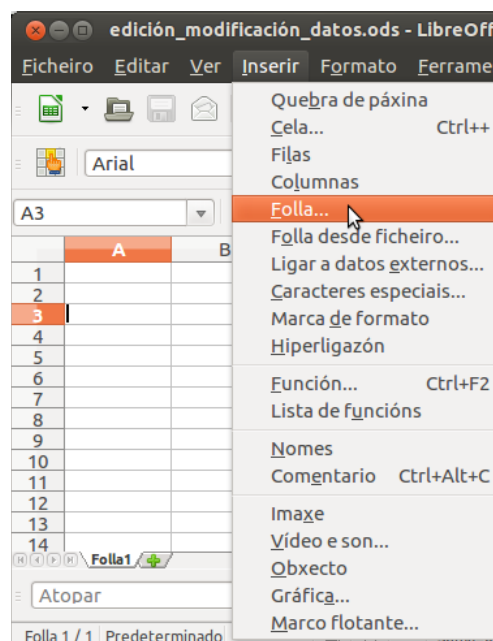 edición_modificación_datos.ods - LibreOff
Ficheiro Editar Ver Inserir Formato Ferrame
Arial
A3
A B
1
2
3
4
5
6
7
8
9
10
11
12
13
14
Quebra de páxina
Cela... Ctrl++
Filas
Columnas
Folla...
Folla desde ficheiro...
Ligar a datos externos...
Caracteres especiais...
Marca de formato
Hiperligazón
Función... Ctrl+F2
Lista de funcións
Nomes
Comentario Ctrl+Alt+C
Imaxe
Vídeo e son...
Obxecto
Gráfica...
Marco flotante...
Folla1
Atopar
Folla 1 / 1 Predeterminado